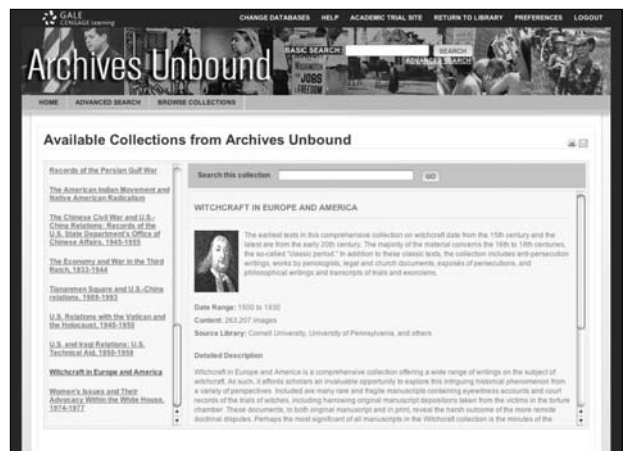 GALE
CENGAGE Learning
CHANGE DATABASES HELP ACADEMIC TRIAL SITE RETURN TO LIBRARY PREFERENCES LOGOUT
Archives Unbound
BASIC SEARCH: SEARCH
ADVANCED SEARCH
WASHINGTON
JOBS
FREEDOM
HOME ADVANCED SEARCH BROWSE COLLECTIONS
Available Collections from Archives Unbound
Records of the Persian Gulf War
The American Indian Movement and
Native American Radicalism
The Chinese Civil War and U.S.-
China Relations: Records of the
U.S. State Department's Office of
Chinese Affairs, 1945-1955
The Economy and War in the Third
Reich, 1933-1944
Tiananmen Square and U.S.-China
relations, 1989-1993
U.S. Relations with the Vatican and
the Holocaust, 1940-1950
U.S. and Iraqi Relations: U.S.
Technical Aid, 1950-1958
Witchcraft in Europe and America
Women's Issues and Their
Advocacy Within the White House,
1974-1977
Search this collection GO
WITCHCRAFT IN EUROPE AND AMERICA
The earliest texts in this comprehensive collection on witchcraft date from the 15th century and the
latest are from the early 20th century. The majority of the material concerns the 16th to 18th centuries,
the so-called "classic period." In addition to these classic texts, the collection includes anti-persecution
writings, works by penologists, legal and church documents, exposés of persecutions, and
philosophical writings and transcripts of trials and exorcisms.
Date Range: 1500 to 1930
Content: 263,207 images
Source Library: Cornell University, University of Pennsylvania, and others
Detailed Description
Witchcraft in Europe and America is a comprehensive collection offering a wide range of writings on the subject of
witchcraft. As such, it affords scholars an invaluable opportunity to explore this intriguing historical phenomenon from
a variety of perspectives. Included are many rare and fragile manuscripts containing eyewitness accounts and court
records of the trials of witches, including harrowing original manuscript depositions taken from the victims in the torture
chamber. These documents, in both original manuscript and in print, reveal the harsh outcome of the more remote
doctrinal disputes. Perhaps the most significant of all manuscripts in the Witchcraft collection is the minutes of the